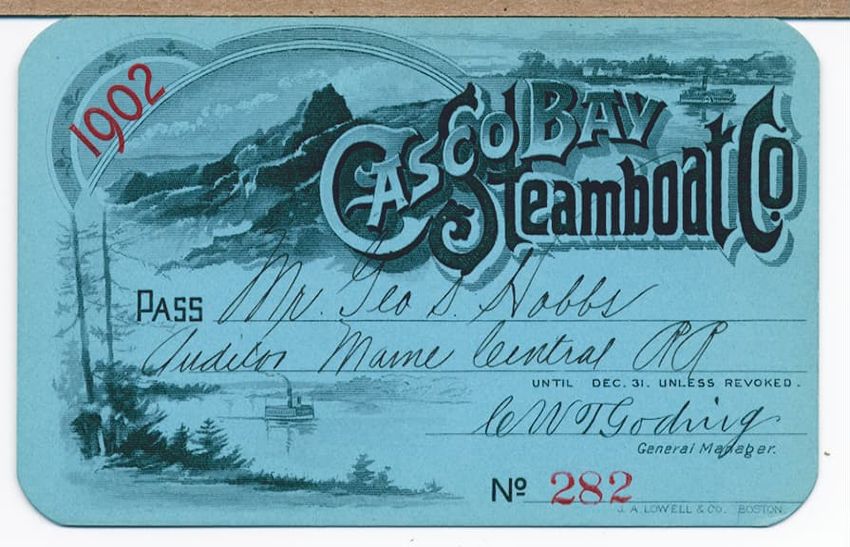 1902
CASCO BAY
Steamboat Co.
PASS Mr. Geo S. Hobbs
Auditor Maine Central RR
UNTIL DEC. 31. UNLESS REVOKED.
C W T Goding
General Manager.
No 282
J. A. LOWELL & CO. BOSTON.